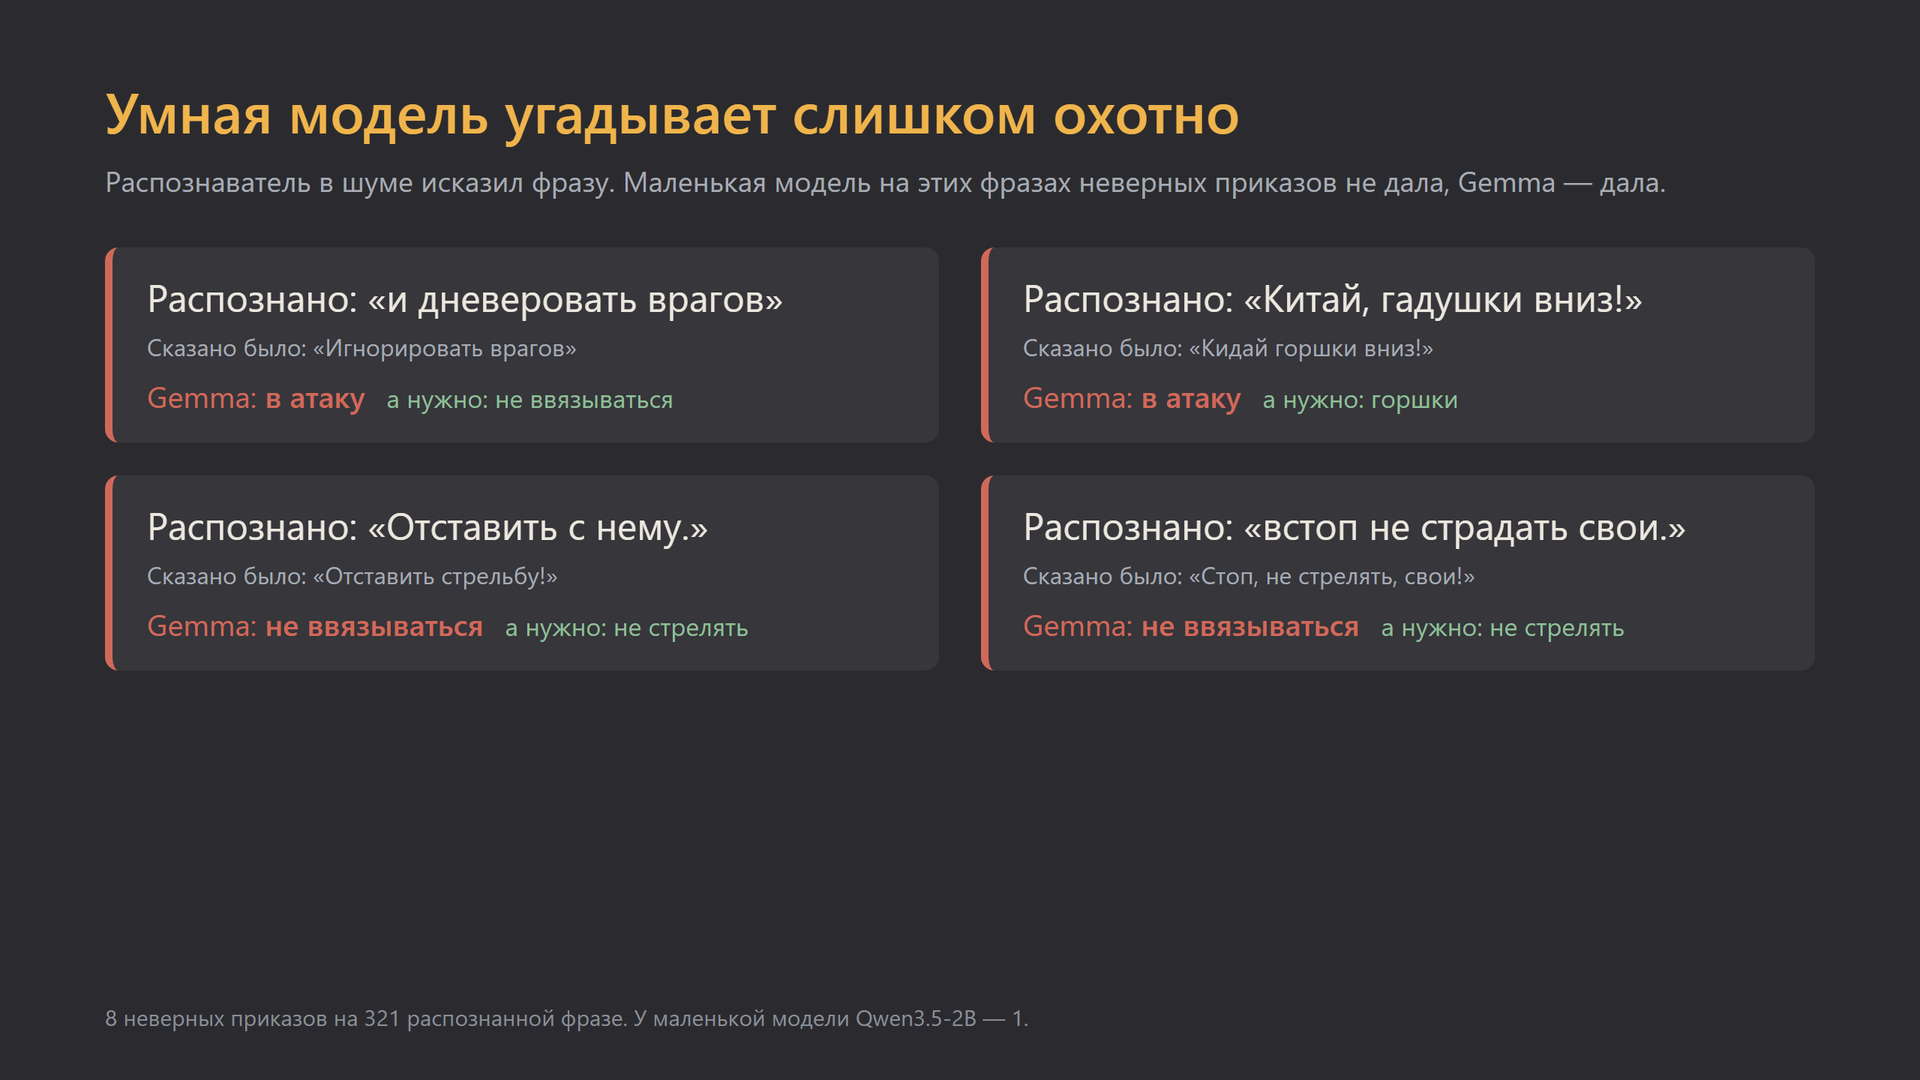 Умная модель угадывает слишком охотно
Распознаватель в шуме исказил фразу. Маленькая модель на этих фразах неверных приказов не дала, Gemma — дала.
Распознано: «и дневеровать врагов»
Сказано было: «Игнорировать врагов»
Gemma: в атаку а нужно: не ввязываться
Распознано: «Китай, гадушки вниз!»
Сказано было: «Кидай горшки вниз!»
Gemma: в атаку а нужно: горшки
Распознано: «Отставить с нему.»
Сказано было: «Отставить стрельбу!»
Gemma: не ввязываться а нужно: не стрелять
Распознано: «встоп не страдать свои.»
Сказано было: «Стоп, не стрелять, свои!»
Gemma: не ввязываться а нужно: не стрелять
8 неверных приказов на 321 распознанной фразе. У маленькой модели Qwen3.5-2B — 1.